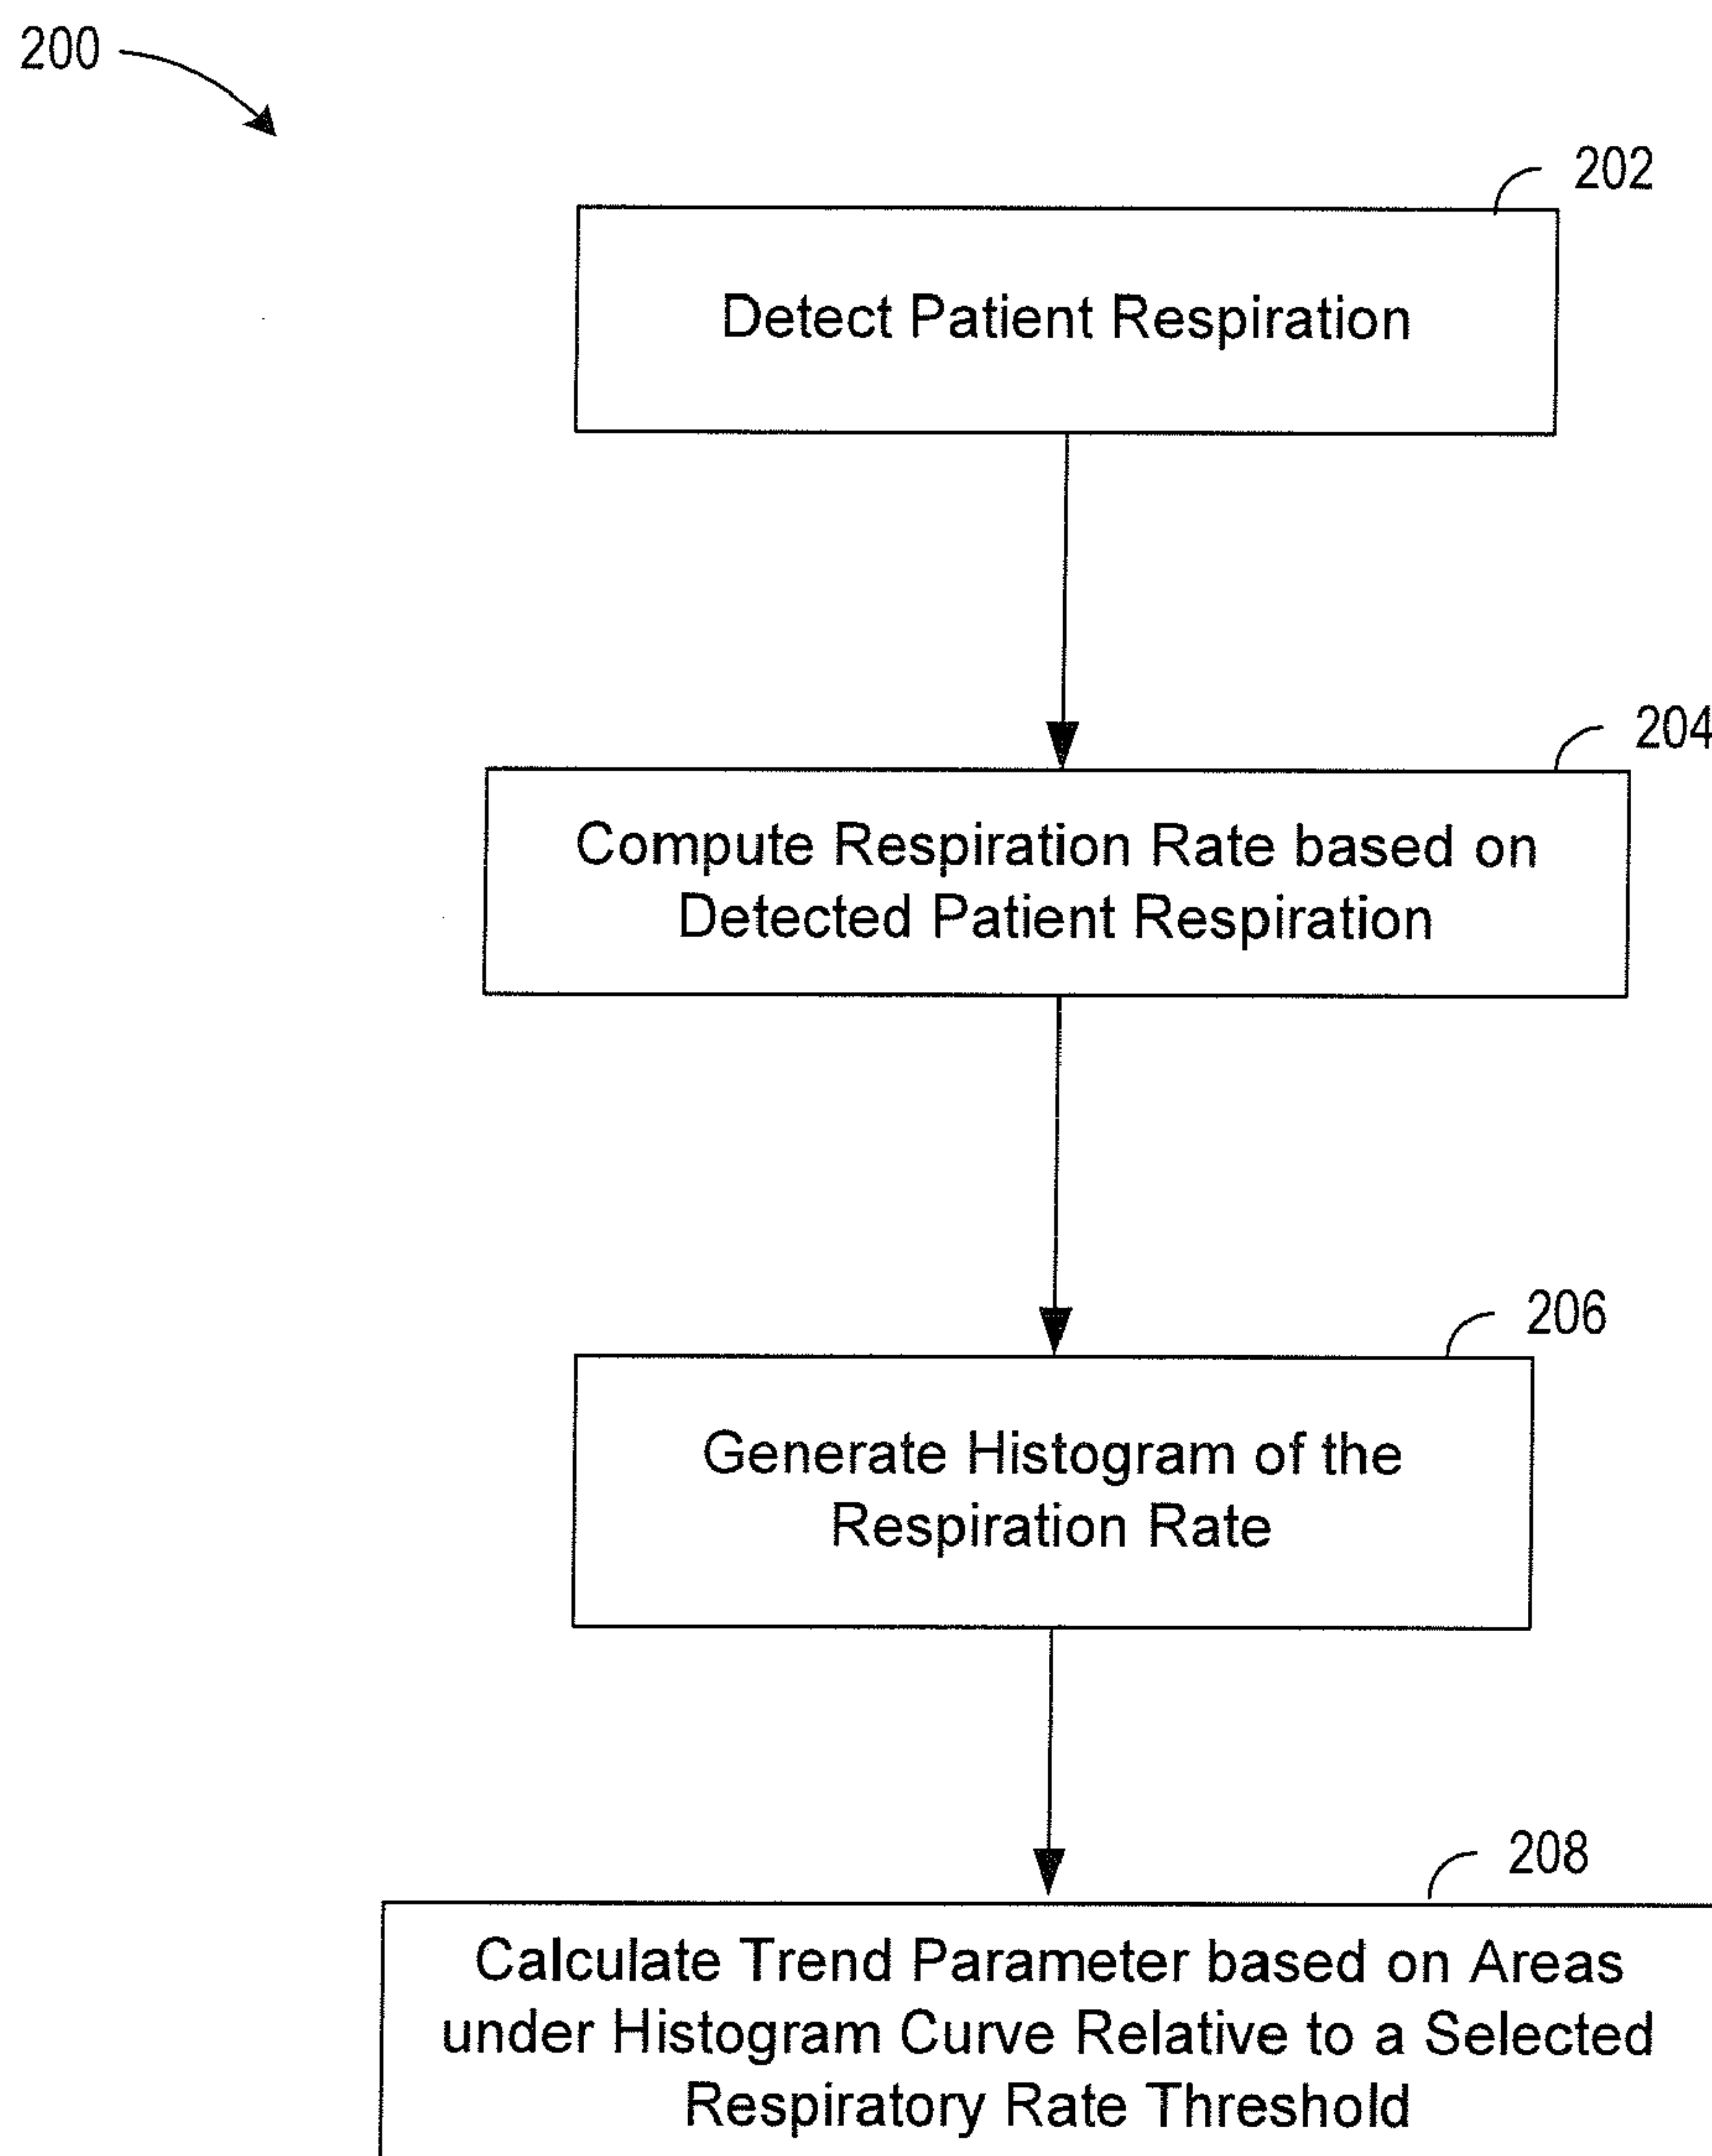 200
202
Detect Patient Respiration
204
Compute Respiration Rate based on
Detected Patient Respiration
206
Generate Histogram of the
Respiration Rate
208
Calculate Trend Parameter based on Areas
under Histogram Curve Relative to a Selected
Respiratory Rate Threshold